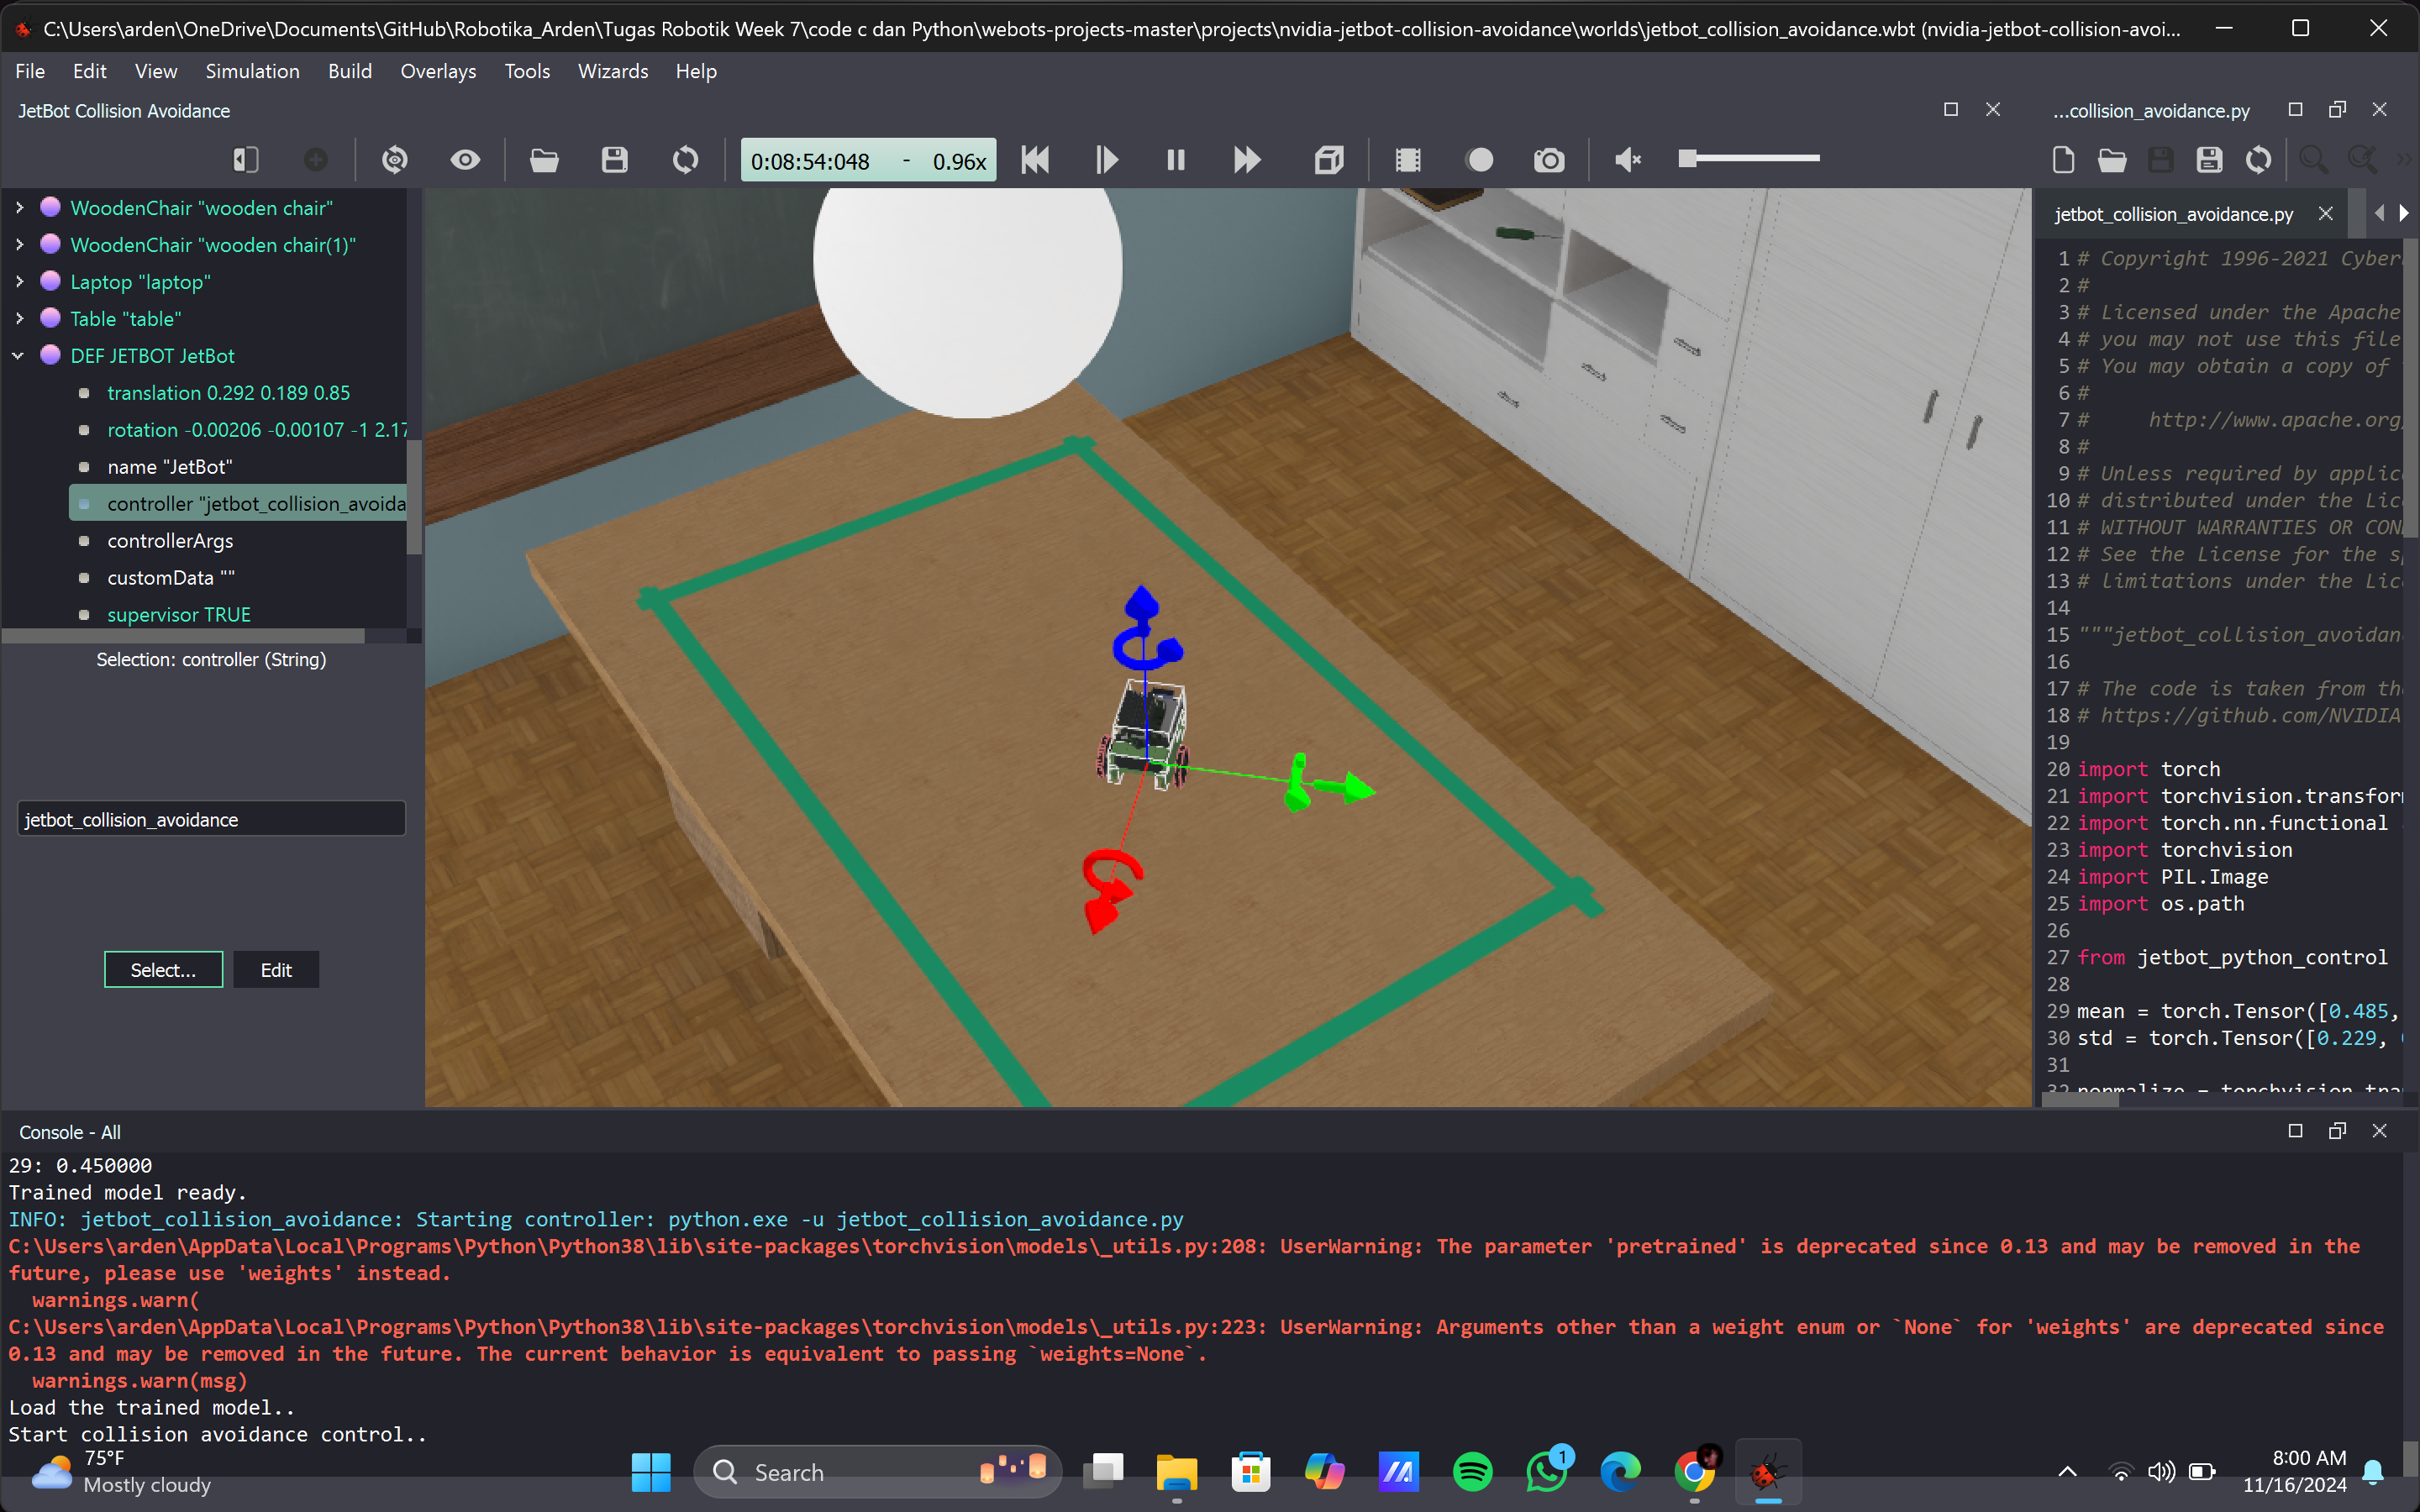 C:\Users\arden\OneDrive\Documents\GitHub\Robotika_Arden\Tugas Robotik Week 7\code c dan Python\webots-projects-master\projects\nvidia-jetbot-collision-avoidance\worlds\jetbot_collision_avoidance.wbt (nvidia-jetbot-collision-avoi...
File Edit View Simulation Build Overlays Tools Wizards Help
JetBot Collision Avoidance
...collision_avoidance.py
0:08:54:048 - 0.96x
WoodenChair "wooden chair"
WoodenChair "wooden chair(1)"
Laptop "laptop"
Table "table"
DEF JETBOT JetBot
translation 0.292 0.189 0.85
rotation -0.00206 -0.00107 -1 2.17
name "JetBot"
controller "jetbot_collision_avoida
controllerArgs
customData ""
supervisor TRUE
Selection: controller (String)
jetbot_collision_avoidance
Select... Edit
jetbot_collision_avoidance.py
1 # Copyright 1996-2021 Cyber
2 #
3 # Licensed under the Apache
4 # you may not use this file
5 # You may obtain a copy of
6 #
7 # http://www.apache.org/
8 #
9 # Unless required by applic
10 # distributed under the Lic
11 # WITHOUT WARRANTIES OR CON
12 # See the License for the s
13 # limitations under the Lic
14
15 """jetbot_collision_avoidan
16
17 # The code is taken from th
18 # https://github.com/NVIDIA
19
20 import torch
21 import torchvision.transfor
22 import torch.nn.functional
23 import torchvision
24 import PIL.Image
25 import os.path
26
27 from jetbot_python_control
28
29 mean = torch.Tensor([0.485,
30 std = torch.Tensor([0.229,
31
32 normalize = torchvision.tra
Console - All
29: 0.450000
Trained model ready.
INFO: jetbot_collision_avoidance: Starting controller: python.exe -u jetbot_collision_avoidance.py
C:\Users\arden\AppData\Local\Programs\Python\Python38\lib\site-packages\torchvision\models\_utils.py:208: UserWarning: The parameter 'pretrained' is deprecated since 0.13 and may be removed in the
future, please use 'weights' instead.
warnings.warn(
C:\Users\arden\AppData\Local\Programs\Python\Python38\lib\site-packages\torchvision\models\_utils.py:223: UserWarning: Arguments other than a weight enum or `None` for 'weights' are deprecated since
0.13 and may be removed in the future. The current behavior is equivalent to passing `weights=None`.
warnings.warn(msg)
Load the trained model..
Start collision avoidance control..
75°F
Mostly cloudy
Search
1
8:00 AM
11/16/2024